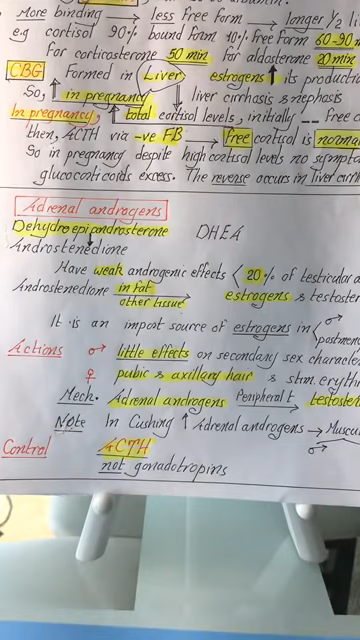 More binding → less free form → longer ½
e.g cortisol 90% bound form 10% free form 60-90 m
For corticosterone 50 min for aldosterone 20 min
CBG Formed in Liver estrogens ↑ its production
So, ↑ in pregnancy ↓ liver cirrhosis & nephrosis
In pregnancy, ↑ total cortisol levels, initially free
then, ACTH via -ve FB → free cortisol is normal
So in pregnancy despite high cortisol levels no sympt
glucocorticoids excess. The reverse occurs in liver cirrh
Adrenal androgens
Dehydroepiandrosterone DHEA
Androstenedione
Have weak androgenic effects < 20% of testicular a
Androstenedione in fat other tissue → estrogens & testoster
It is an import source of estrogens in < ♂ postmen
Actions ♂ little effects on secondary sex characte
♀ pubic & axillary hair & stim. eryth
Mech. Adrenal androgens Peripheral t → testoster
Note In Cushing ↑ Adrenal androgens → Muscul
♂
Control ACTH
not gonadotropins